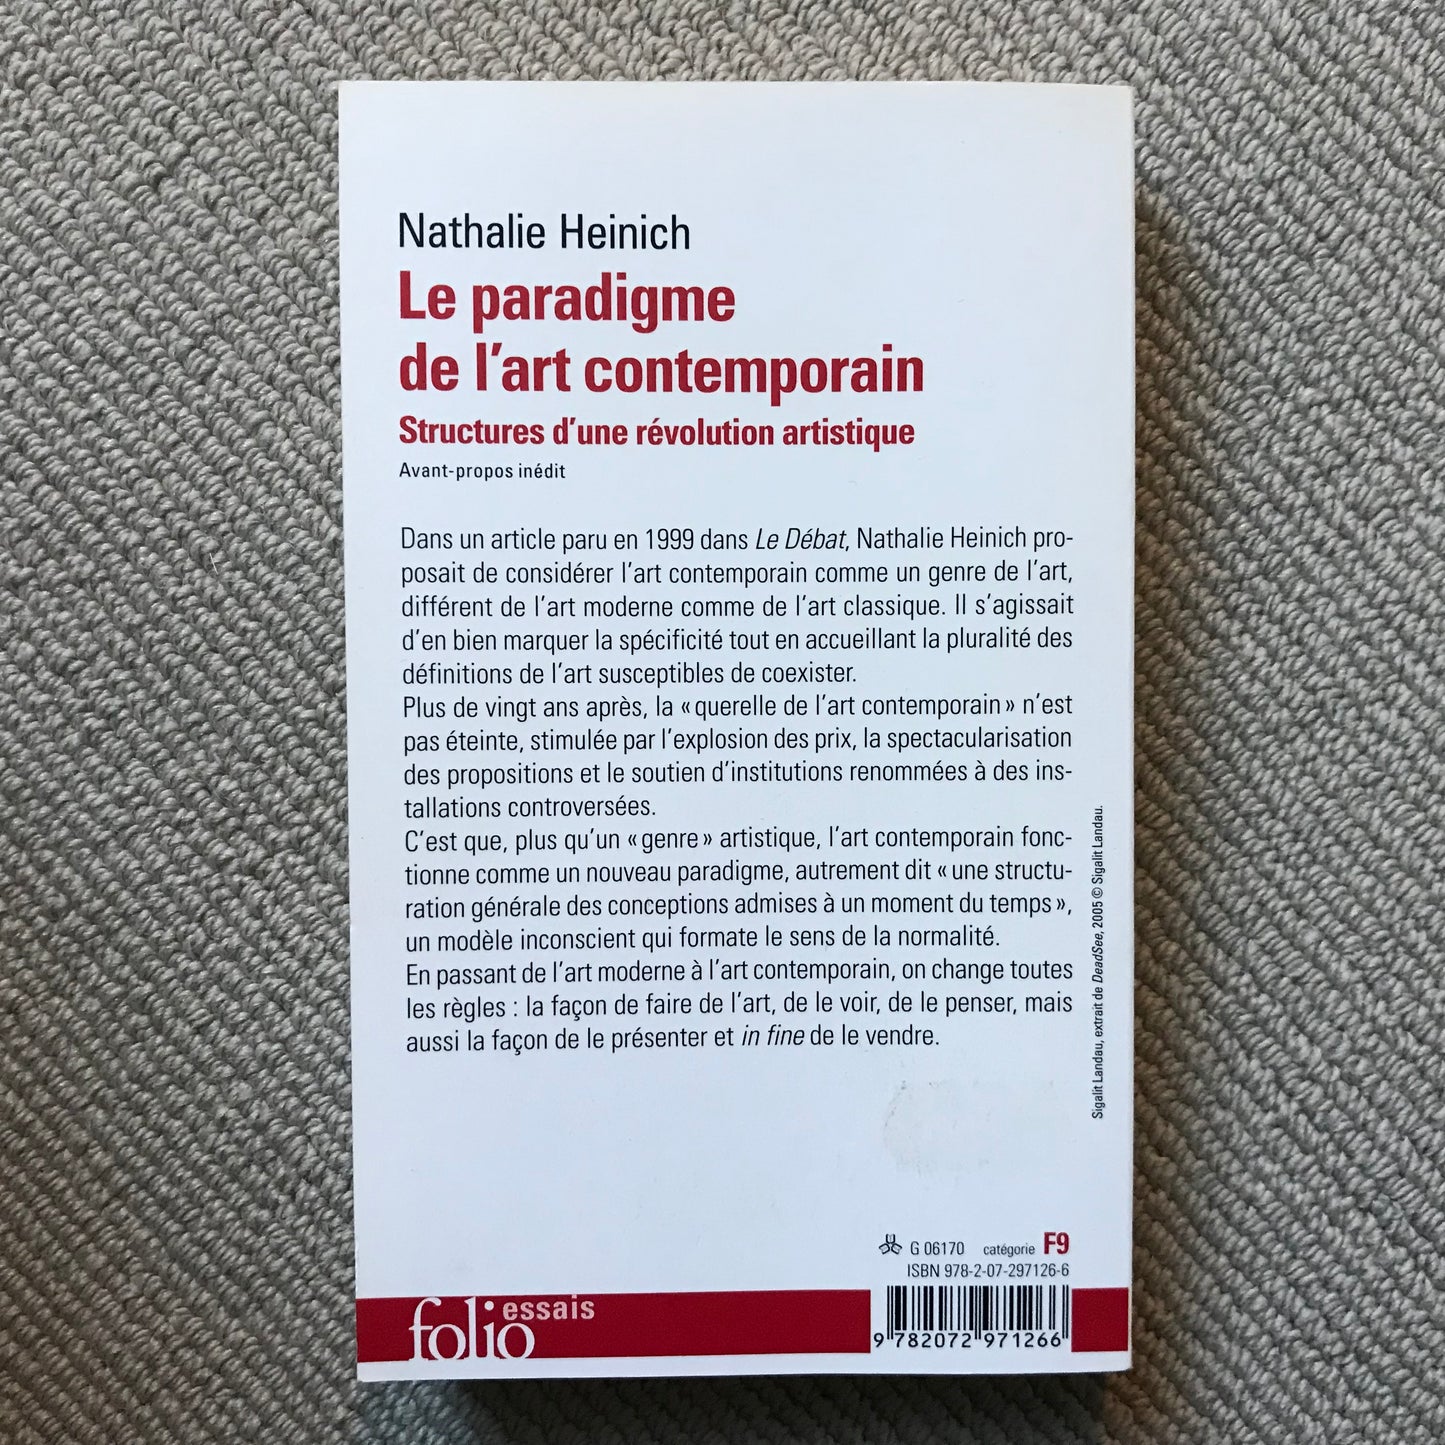 Nathalie Heinich
Le paradigme
de l'art contemporain
Structures d'une révolution artistique
Avant-propos inédit
Dans un article paru en 1999 dans Le Débat, Nathalie Heinich pro-
posait de considérer l'art contemporain comme un genre de l'art,
différent de l'art moderne comme de l'art classique. Il s'agissait
d'en bien marquer la spécificité tout en accueillant la pluralité des
définitions de l'art susceptibles de coexister.
Plus de vingt ans après, la « querelle de l'art contemporain » n'est
pas éteinte, stimulée par l'explosion des prix, la spectacularisation
des propositions et le soutien d'institutions renommées à des ins-
tallations controversées.
C'est que, plus qu'un « genre » artistique, l'art contemporain fonc-
tionne comme un nouveau paradigme, autrement dit « une structu-
ration générale des conceptions admises à un moment du temps »,
un modèle inconscient qui formate le sens de la normalité.
En passant de l'art moderne à l'art contemporain, on change toutes
les règles : la façon de faire de l'art, de le voir, de le penser, mais
aussi la façon de le présenter et in fine de le vendre.
Sigalit Landau, extrait de DeadSee, 2005 © Sigalit Landau.
G 06170 catégorie F9
ISBN 978-2-07-297126-6
folio essais
9 782072 971266